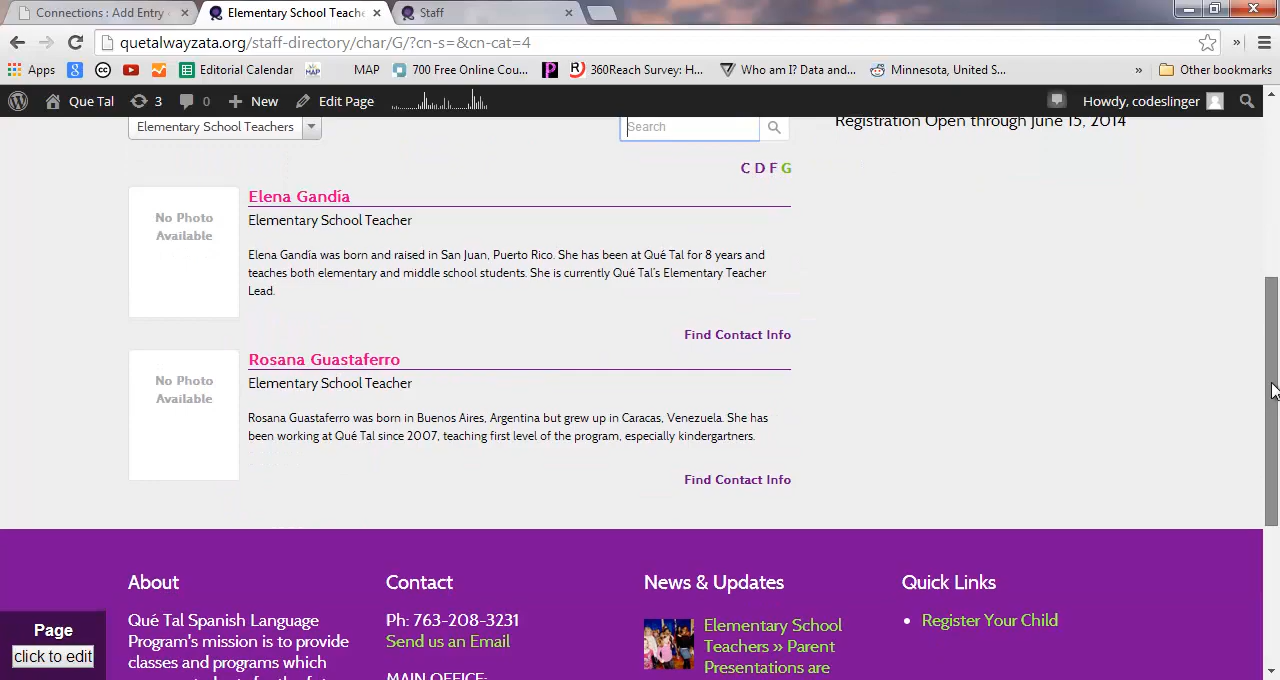 Connections : Add Entry
Elementary School Teache
Staff
quetalwayzata.org/staff-directory/char/G/?cn-s=&cn-cat=4
Apps
Editorial Calendar
MAP
700 Free Online Cou...
360Reach Survey: H...
Who am I? Data and...
Minnesota, United S...
»
Other bookmarks
Que Tal
3
0
New
Edit Page
Howdy, codeslinger
Elementary School Teachers
Search
Registration Open through June 15, 2014
C D F G
No Photo
Available
Elena Gandía
Elementary School Teacher
Elena Gandía was born and raised in San Juan, Puerto Rico. She has been at Qué Tal for 8 years and
teaches both elementary and middle school students. She is currently Qué Tal's Elementary Teacher
Lead.
Find Contact Info
No Photo
Available
Rosana Guastaferro
Elementary School Teacher
Rosana Guastaferro was born in Buenos Aires, Argentina but grew up in Caracas, Venezuela. She has
been working at Qué Tal since 2007, teaching first level of the program, especially kindergartners.
Find Contact Info
About
Qué Tal Spanish Language
Program's mission is to provide
classes and programs which
Contact
Ph: 763-208-3231
Send us an Email
MAIN OFFICE:
News & Updates
Elementary School
Teachers » Parent
Presentations are
Quick Links
Register Your Child
Page
click to edit